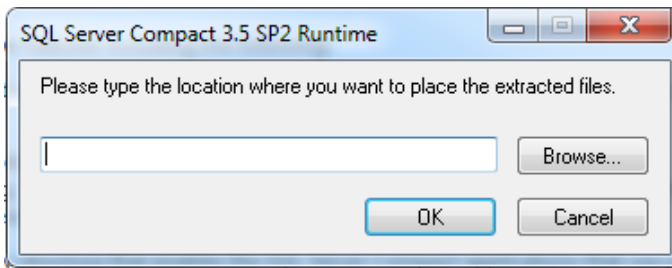 SQL Server Compact 3.5 SP2 Runtime
Please type the location where you want to place the extracted files.
Browse...
OK
Cancel